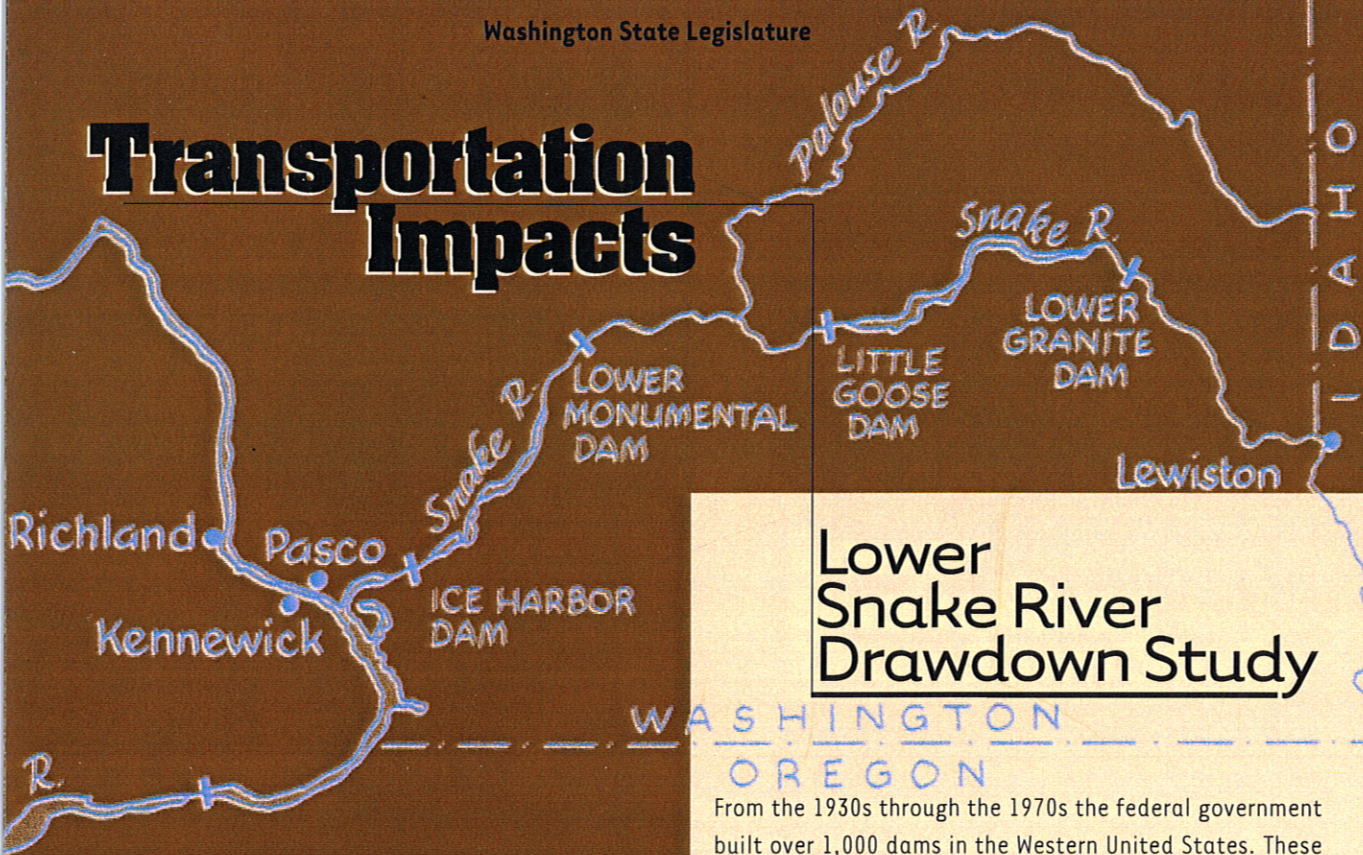 Washington State Legislature
Transportation
Impacts
Palouse R.
Snake R.
IDAHO
LOWER
GRANITE
DAM
LITTLE
GOOSE
DAM
LOWER
MONUMENTAL
DAM
Snake R.
Lewiston
Richland
Pasco
Kennewick
ICE HARBOR
DAM
Lower
Snake River
Drawdown Study
WASHINGTON
OREGON
R.
From the 1930s through the 1970s the federal government
built over 1,000 dams in the Western United States. These